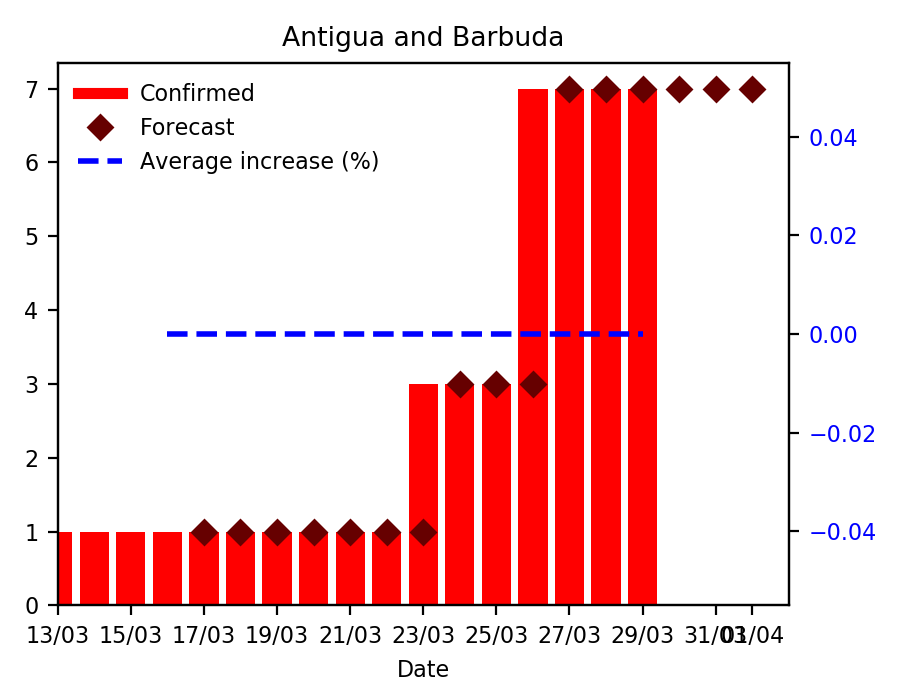 Antigua and Barbuda
Confirmed
Forecast
Average increase (%)
7
6
5
4
3
2
1
0
0.04
0.02
0.00
−0.02
−0.04
13/03 15/03 17/03 19/03 21/03 23/03 25/03 27/03 29/03 31/03 01/04
Date